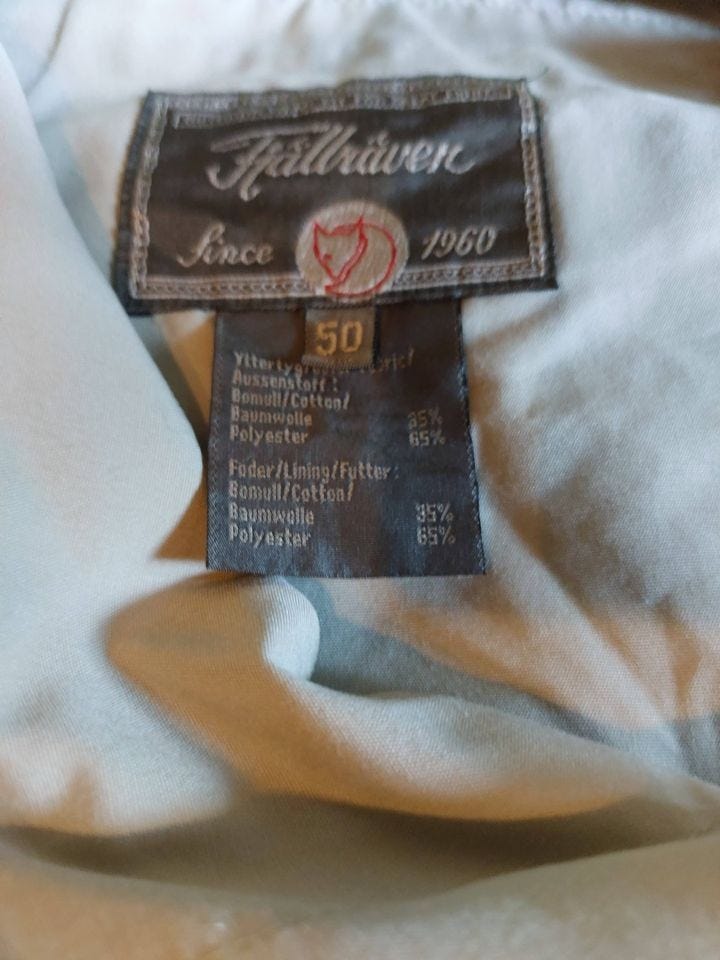 Fjällräven
Since 1960
50
Aussenstoff:
Bomull/Cotton/
Baumwolle 35%
Polyester 65%
Foder/Lining/Futter:
Bomull/Cotton/
Baumwolle 35%
Polyester 65%